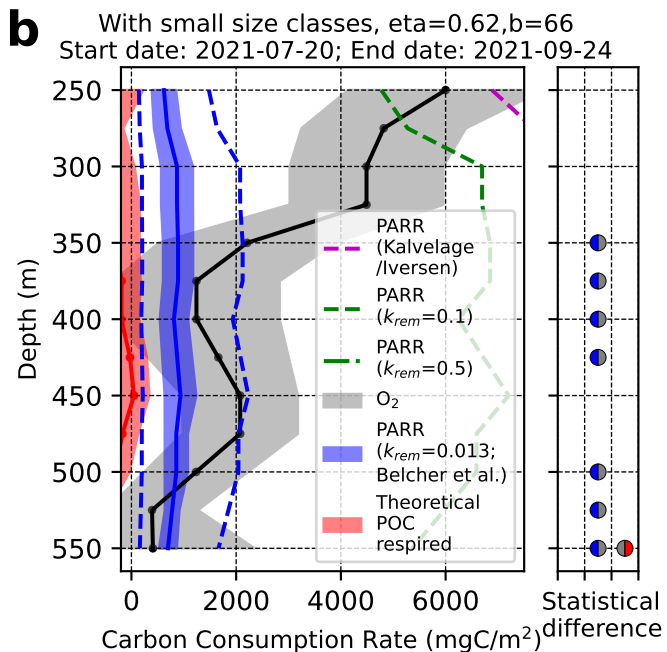 b
With small size classes, eta=0.62,b=66
Start date: 2021-07-20; End date: 2021-09-24
250
300
350
400
450
500
550
Depth (m)
PARR
(Kalvelage
/Iversen)
PARR
(k_rem=0.1)
PARR
(k_rem=0.5)
O₂
PARR
(k_rem=0.013;
Belcher et al.)
Theoretical
POC
respired
0 2000 4000 6000
Carbon Consumption Rate (mgC/m²)
Statistical
difference